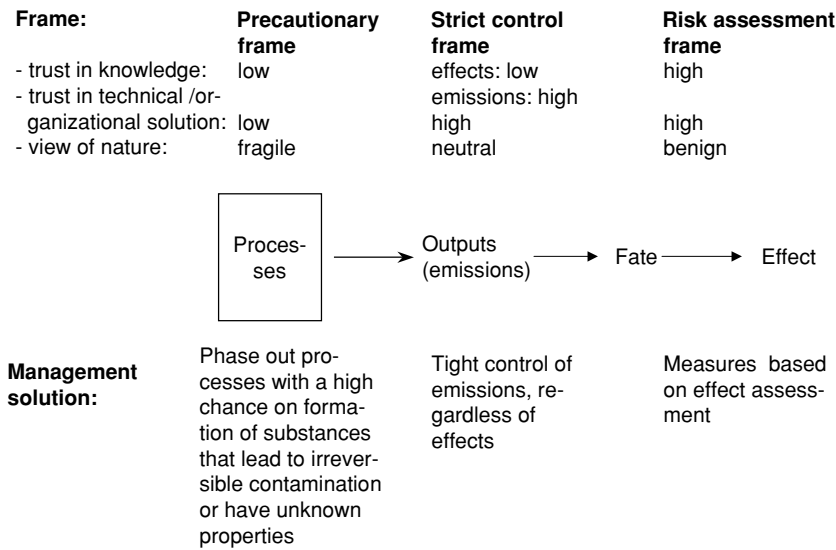 Frame: Precautionary frame Strict control frame Risk assessment frame
- trust in knowledge: low effects: low emissions: high high
- trust in technical /or-
ganizational solution: low high high
- view of nature: fragile neutral benign
Proces-
ses
Outputs
(emissions)
Fate
Effect
Management
solution:
Phase out pro-
cesses with a high
chance on forma-
tion of substances
that lead to irrever-
sible contamination
or have unknown
properties
Tight control of
emissions, re-
gardless of
effects
Measures based
on effect assess-
ment